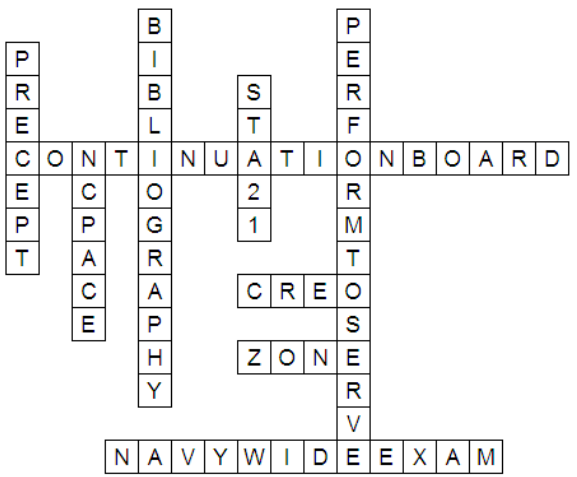 BIBLIOGRAPHY
PERFORMTOSERVE
PRECEPT
STA21
CONTINUATIONBOARD
NCPACE
CREO
ZONE
NAVYWIDEEXAM